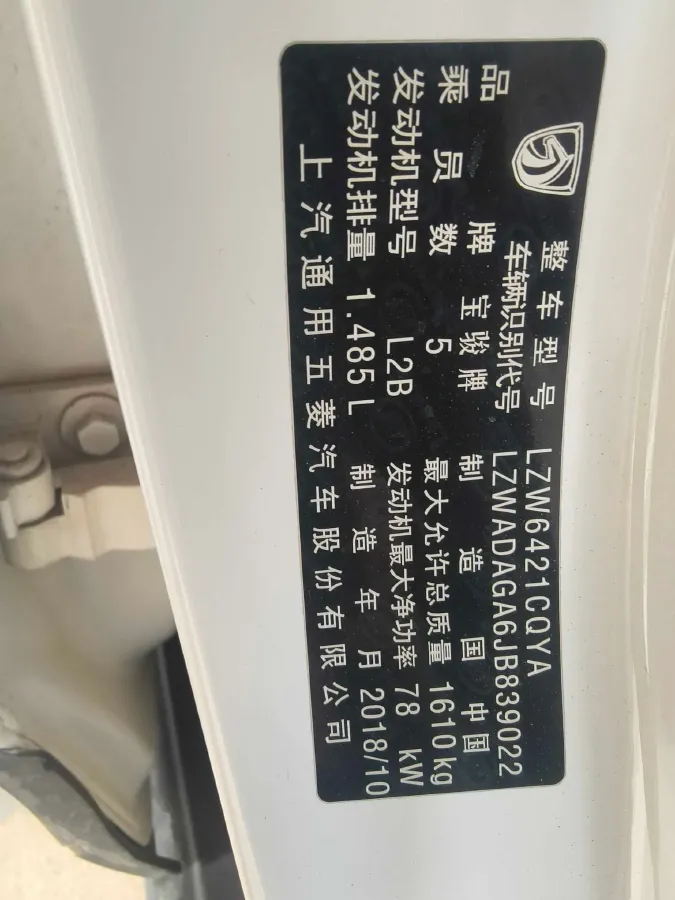 整车型号 LZW6421CQYA
车辆识别代号 LZWADAGA6JB839022
品牌 宝骏牌 制造国 中国
乘员数 5 最大允许总质量 1610kg
发动机型号 L2B 发动机最大净功率 78 kW
发动机排量 1.485L 制造年月 2018/10
上汽通用五菱汽车股份有限公司